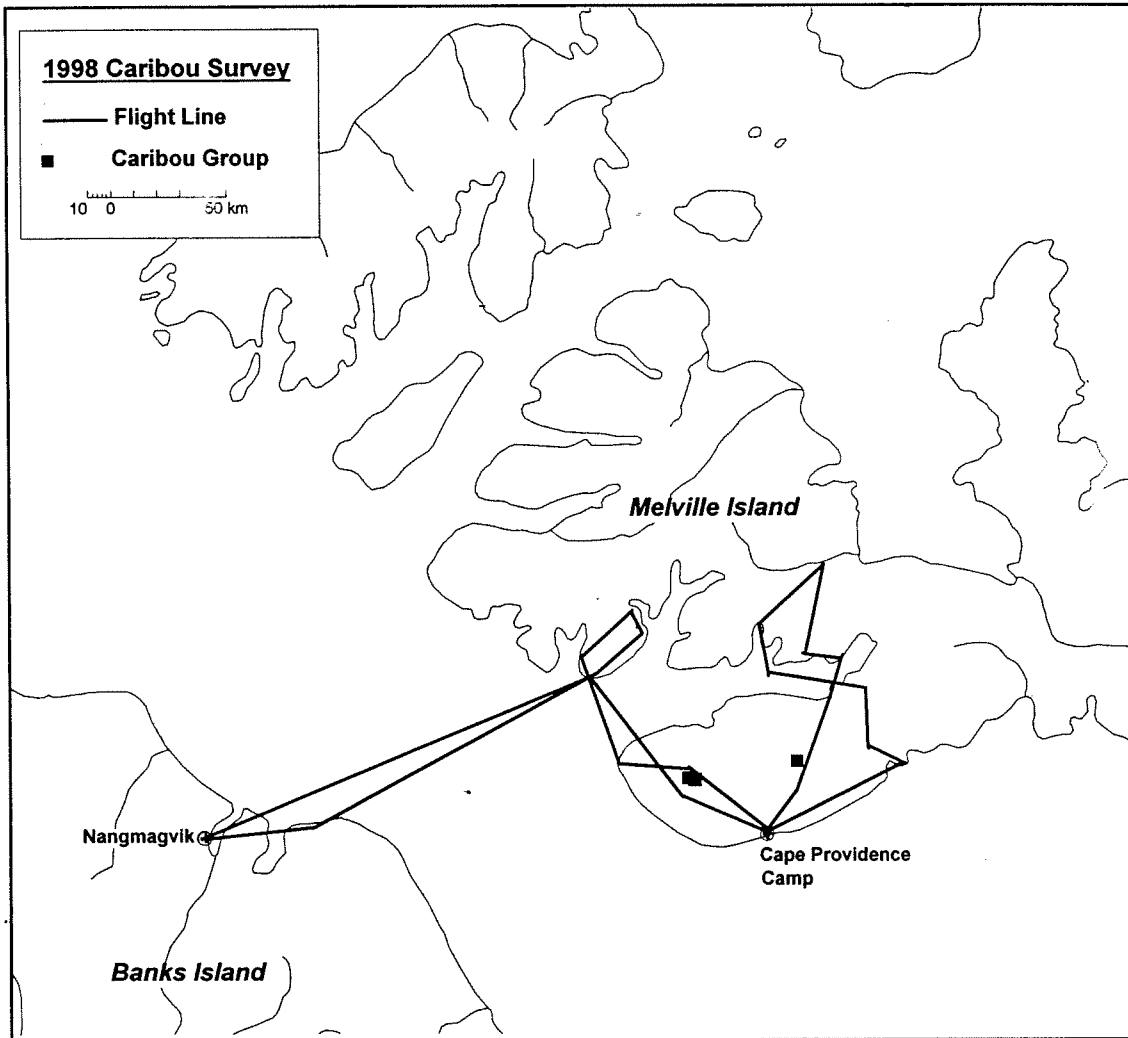 1998 Caribou Survey
Flight Line
Caribou Group
10 0 50 km
Melville Island
Nangmagvik
Cape Providence
Camp
Banks Island